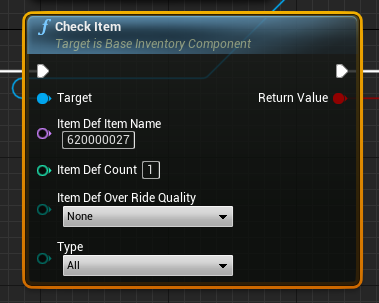 f Check Item
Target is Base Inventory Component
Target Return Value
Item Def Item Name
620000027
Item Def Count 1
Item Def Over Ride Quality
None
Type
All